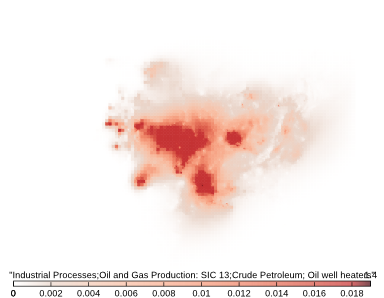 "Industrial Processes;Oil and Gas Production: SIC 13;Crude Petroleum; Oil well heaters"
0 0.002 0.004 0.006 0.008 0.01 0.012 0.014 0.016 0.018
0